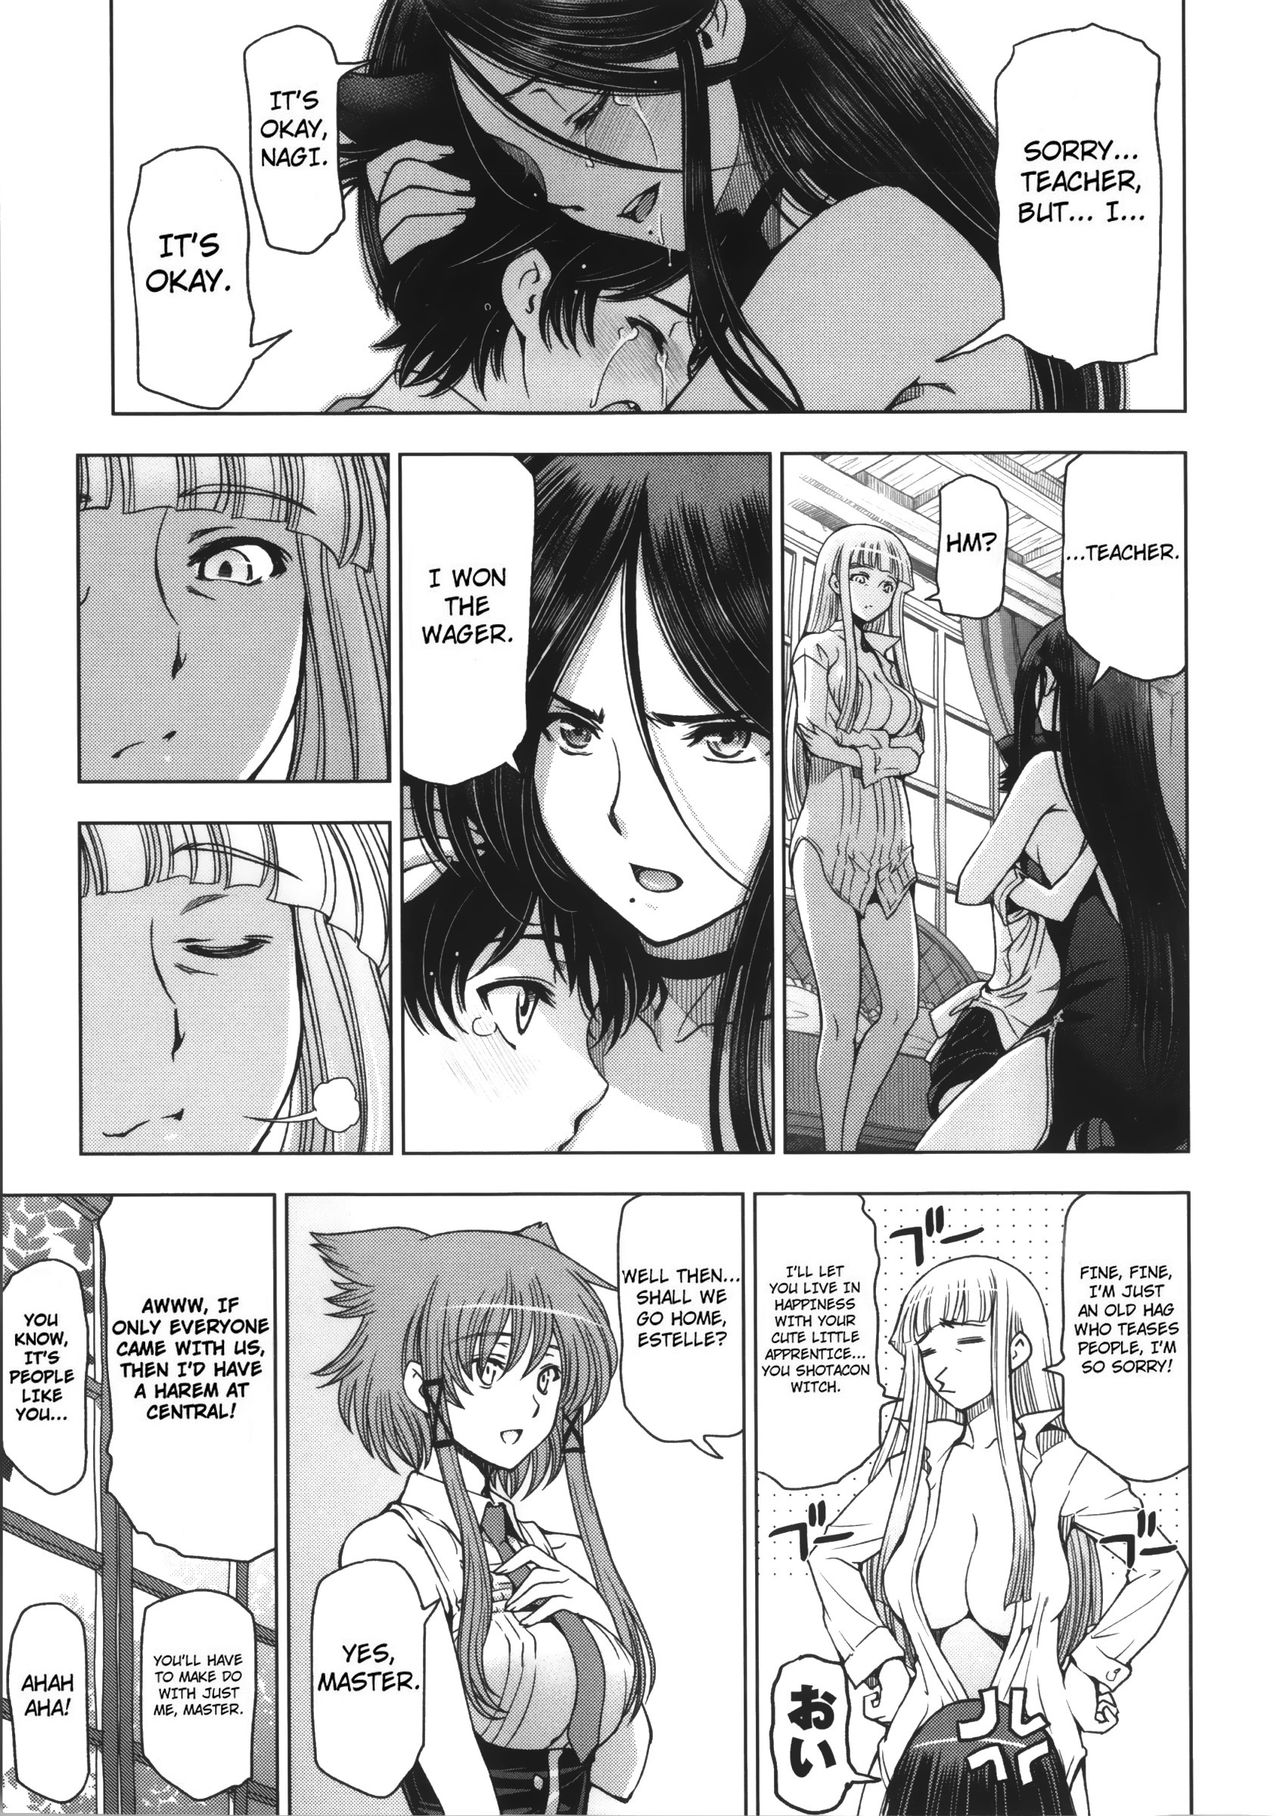 SORRY...
TEACHER,
BUT... I...
IT'S
OKAY,
NAGI.
IT'S
OKAY.
...TEACHER.
HM?
I WON
THE
WAGER.
FINE, FINE,
I'M JUST
AN OLD HAG
WHO TEASES
PEOPLE, I'M
SO SORRY!
I'LL LET
YOU LIVE IN
HAPPINESS
WITH YOUR
CUTE LITTLE
APPRENTICE...
YOU SHOTACON
WITCH.
ブー
ブー
ブー
おい
WELL THEN...
SHALL WE
GO HOME,
ESTELLE?
YES,
MASTER.
AWWW, IF
ONLY EVERYONE
CAME WITH US,
THEN I'D HAVE
A HAREM AT
CENTRAL!
YOU
KNOW,
IT'S
PEOPLE
LIKE
YOU...
YOU'LL HAVE
TO MAKE DO
WITH JUST
ME, MASTER.
AHAH
AHA!